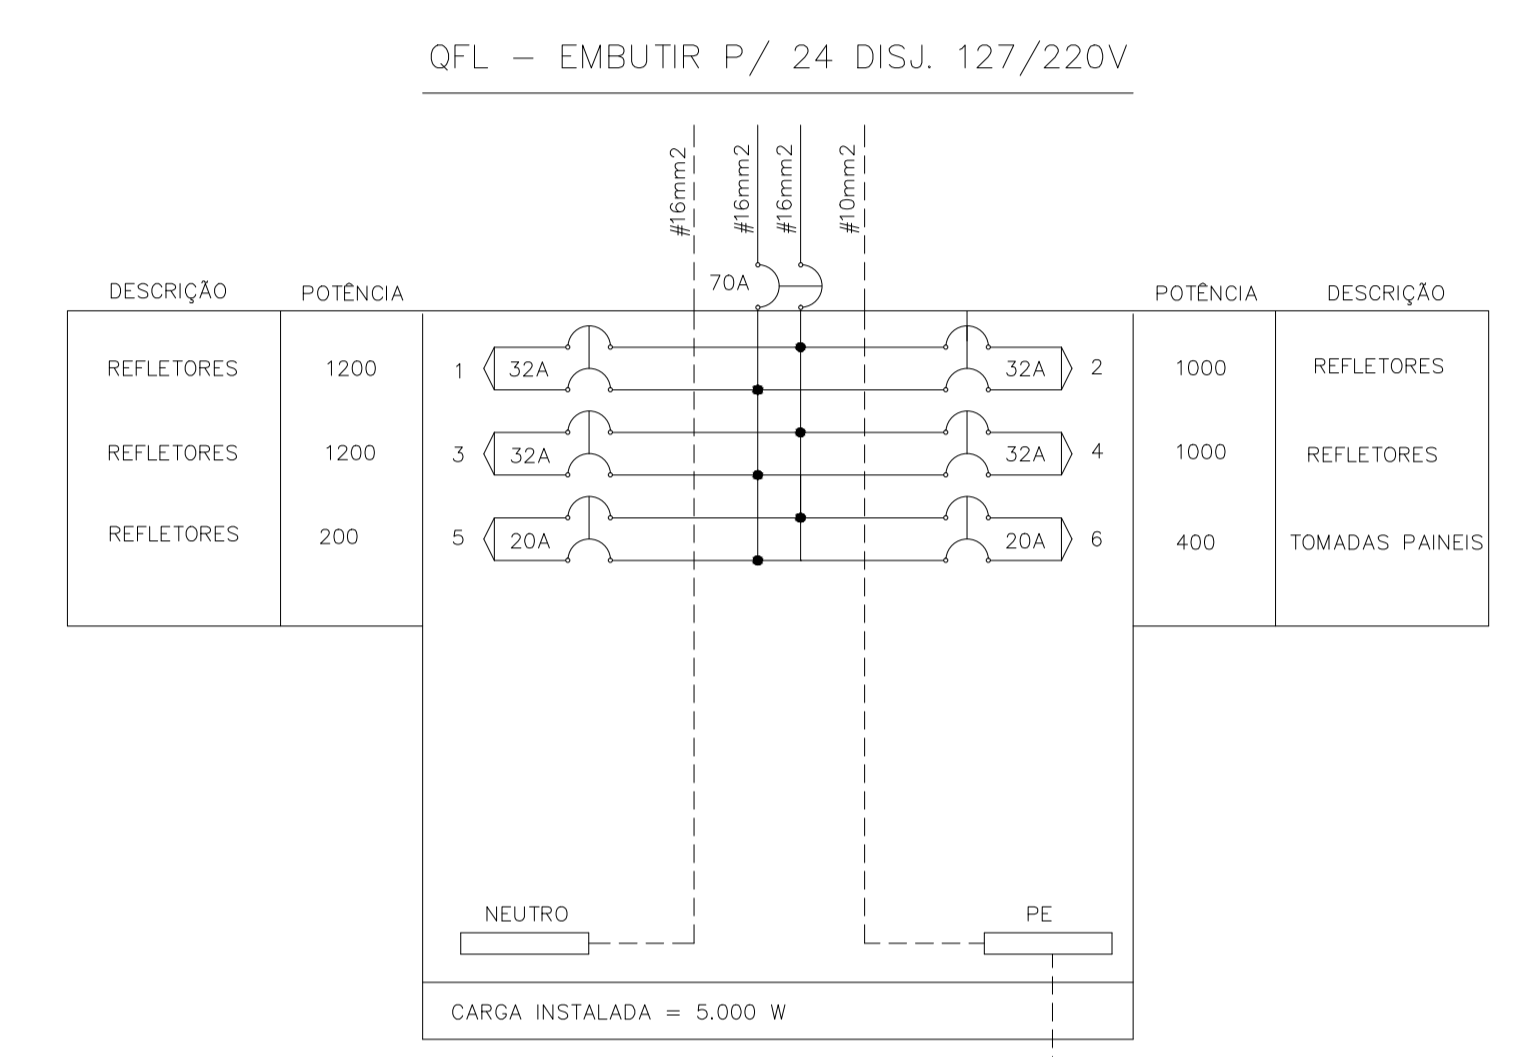 QFL – EMBUTIR P/ 24 DISJ. 127/220V
#16mm2
#16mm2
#16mm2
#10mm2
70A
DESCRIÇÃO POTÊNCIA POTÊNCIA DESCRIÇÃO
REFLETORES 1200 1 32A 32A 2 1000 REFLETORES
REFLETORES 1200 3 32A 32A 4 1000 REFLETORES
REFLETORES 200 5 20A 20A 6 400 TOMADAS PAINEIS
NEUTRO PE
CARGA INSTALADA = 5.000 W